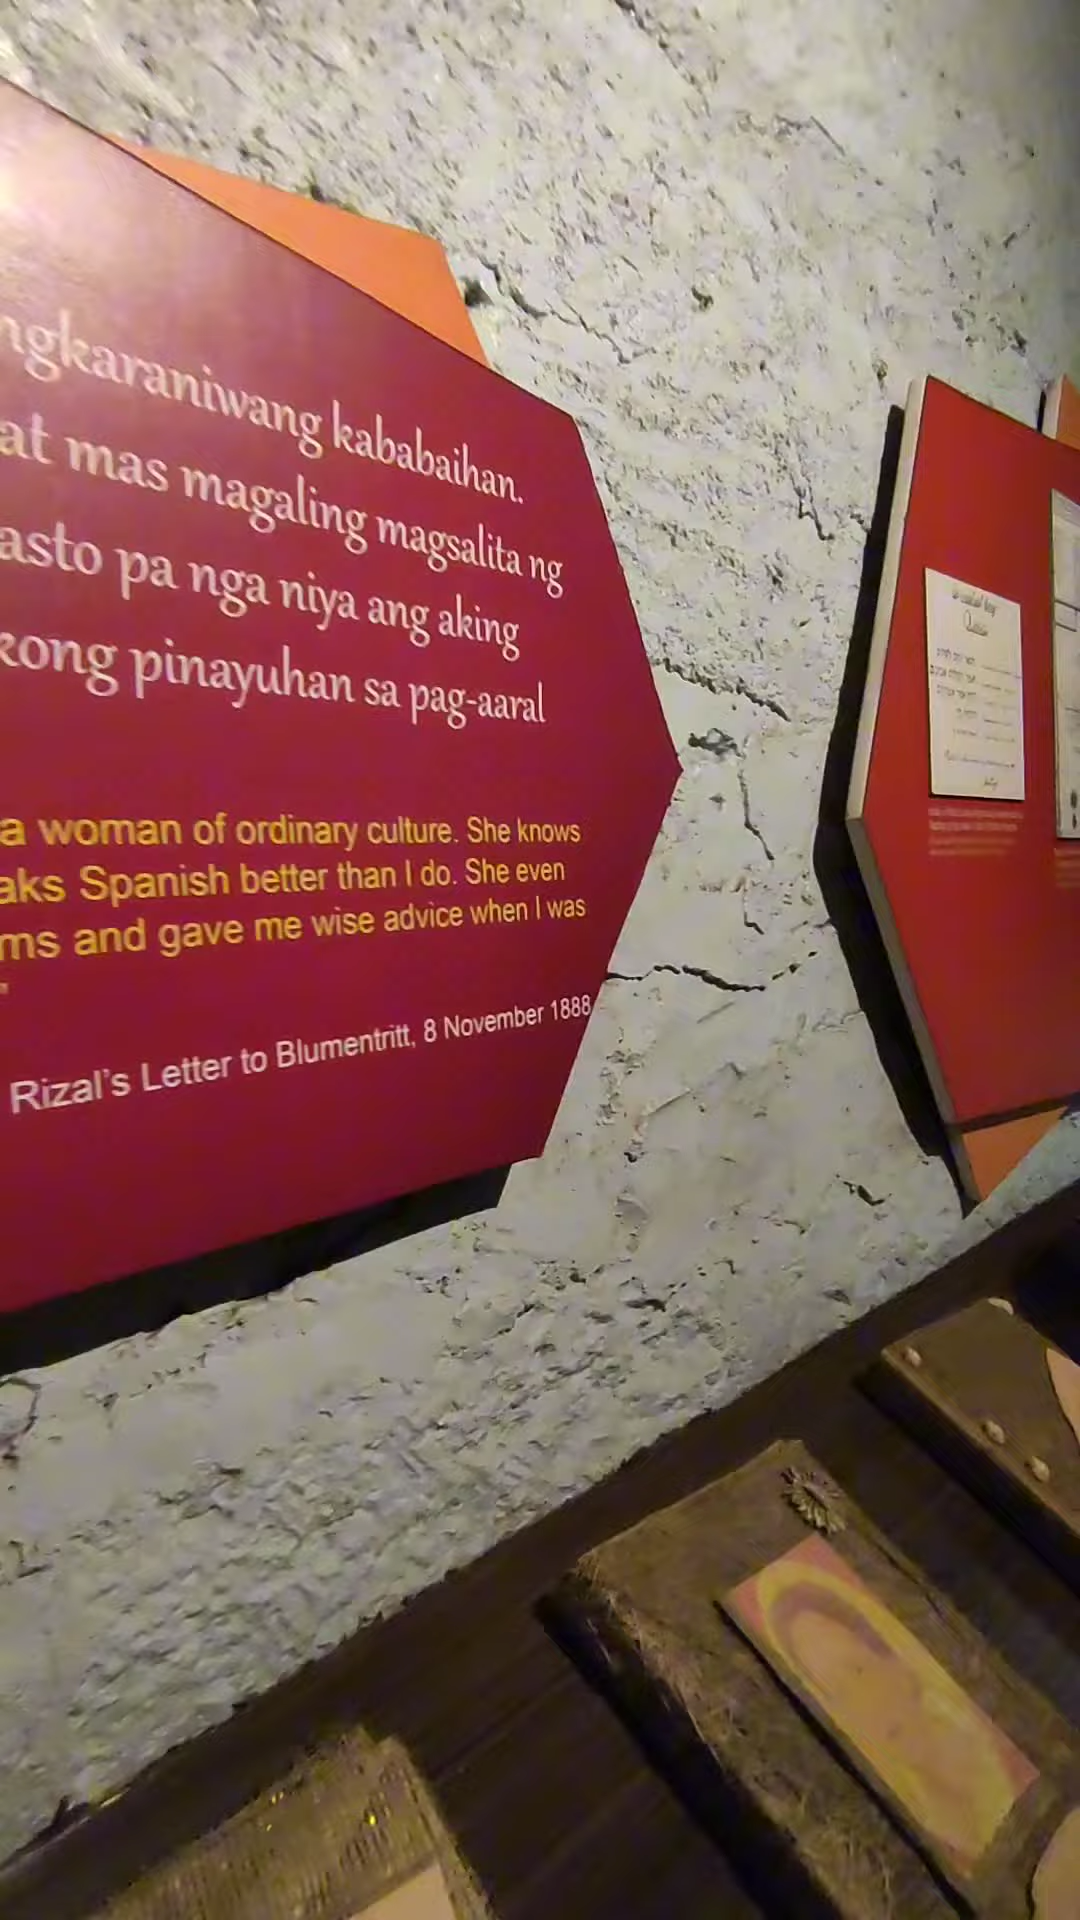 ngkaraniwang kababaihan.
at mas magaling magsalita ng
asto pa nga niya ang aking
kong pinayuhan sa pag-aaral
a woman of ordinary culture. She knows
aks Spanish better than I do. She even
ms and gave me wise advice when I was
"
Rizal's Letter to Blumentritt, 8 November 1888